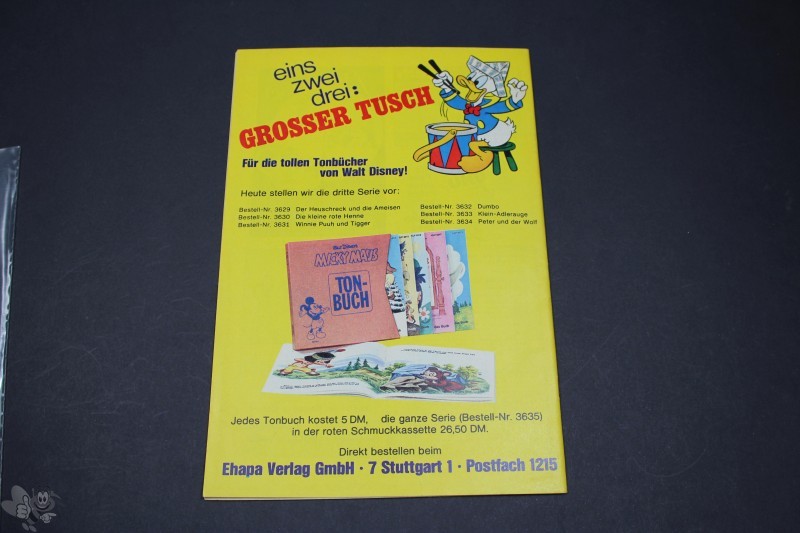 eins
zwei
drei:
GROSSER TUSCH
Für die tollen Tonbücher
von Walt Disney!
Heute stellen wir die dritte Serie vor:
Bestell-Nr. 3629 Der Heuschreck und die Ameisen
Bestell-Nr. 3630 Die kleine rote Henne
Bestell-Nr. 3631 Winnie Puuh und Tigger
Bestell-Nr. 3632 Dumbo
Bestell-Nr. 3633 Klein-Adlerauge
Bestell-Nr. 3634 Peter und der Wolf
Walt Disneys
MICKY MAUS
TON-
BUCH
Jedes Tonbuch kostet 5 DM, die ganze Serie (Bestell-Nr. 3635)
in der roten Schmuckkassette 26,50 DM.
Direkt bestellen beim
Ehapa Verlag GmbH · 7 Stuttgart 1 · Postfach 1215